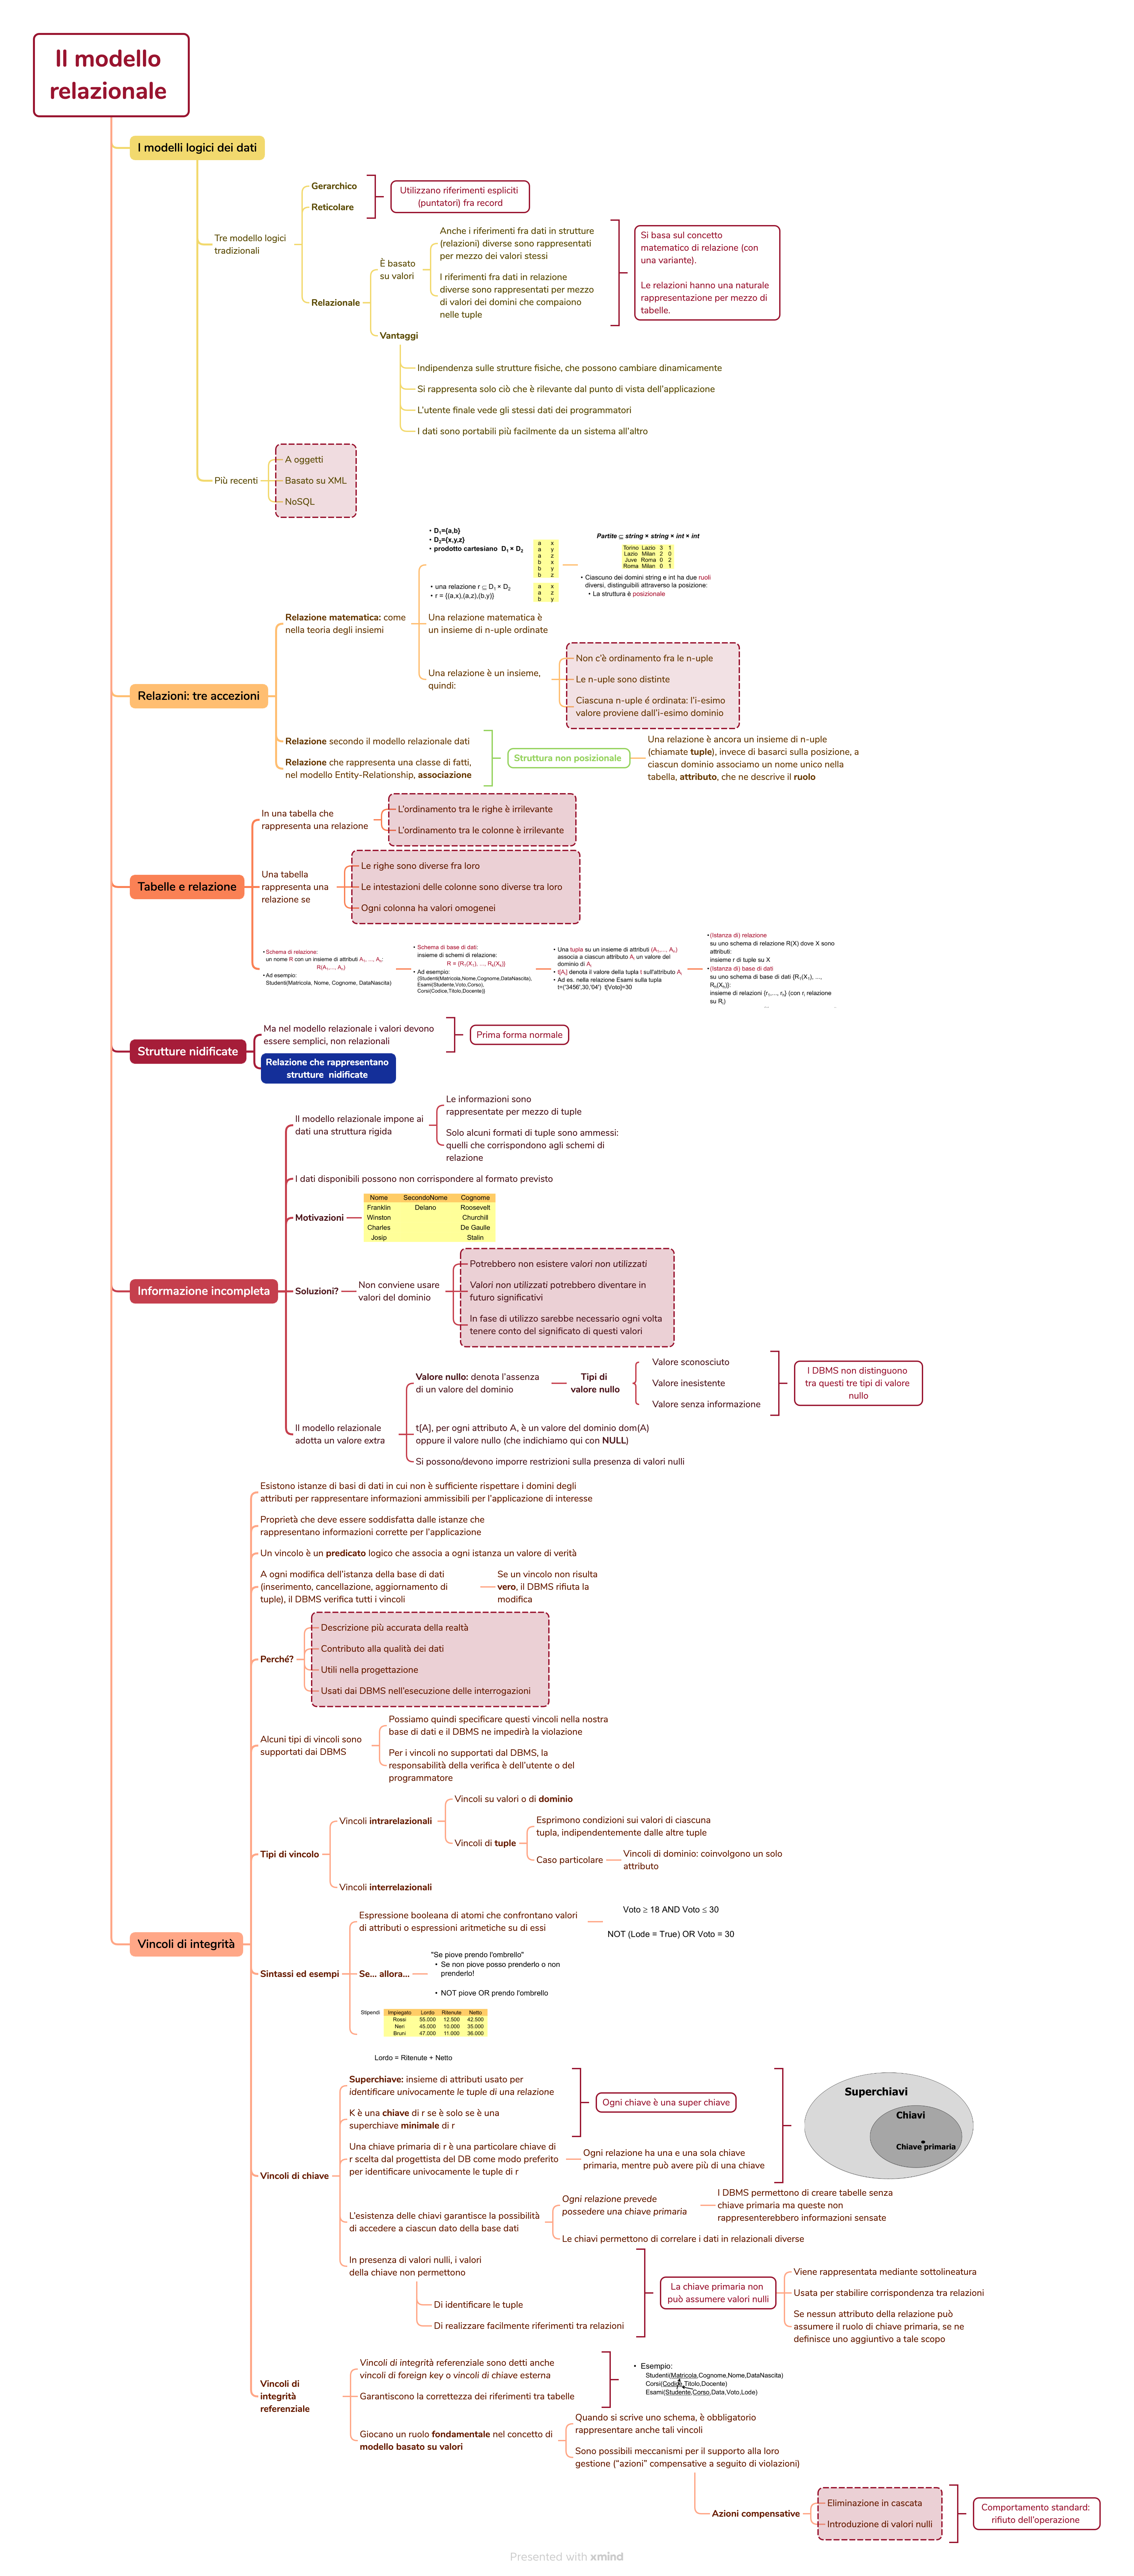 Il modello
relazionale
I modelli logici dei dati
Tre modello logici
tradizionali
Gerarchico
Reticolare
Utilizzano riferimenti espliciti
(puntatori) fra record
Relazionale
È basato
su valori
Anche i riferimenti fra dati in strutture
(relazioni) diverse sono rappresentati
per mezzo dei valori stessi
I riferimenti fra dati in relazione
diverse sono rappresentati per mezzo
di valori dei domini che compaiono
nelle tuple
Si basa sul concetto
matematico di relazione (con
una variante).
Le relazioni hanno una naturale
rappresentazione per mezzo di
tabelle.
Vantaggi
Indipendenza sulle strutture fisiche, che possono cambiare dinamicamente
Si rappresenta solo ciò che è rilevante dal punto di vista dell'applicazione
L'utente finale vede gli stessi dati dei programmatori
I dati sono portabili più facilmente da un sistema all'altro
Più recenti
A oggetti
Basato su XML
NoSQL
Relazioni: tre accezioni
Relazione matematica: come
nella teoria degli insiemi
• D₁={a,b}
• D₂={x,y,z}
• prodotto cartesiano D₁ × D₂
a x
a y
a z
b x
b y
b z
• una relazione r ⊆ D₁ × D₂
• r = {(a,x),(a,z),(b,y)}
a x
a z
b y
Partite ⊆ string × string × int × int
Torino Lazio 3 1
Lazio Milan 2 0
Juve Roma 0 2
Roma Milan 0 1
• Ciascuno dei domini string e int ha due ruoli
diversi, distinguibili attraverso la posizione:
• La struttura è posizionale
Una relazione matematica è
un insieme di n-uple ordinate
Una relazione è un insieme,
quindi:
Non c'è ordinamento fra le n-uple
Le n-uple sono distinte
Ciascuna n-uple é ordinata: l'i-esimo
valore proviene dall'i-esimo dominio
Relazione secondo il modello relazionale dati
Relazione che rappresenta una classe di fatti,
nel modello Entity-Relationship, associazione
Struttura non posizionale
Una relazione è ancora un insieme di n-uple
(chiamate tuple), invece di basarci sulla posizione, a
ciascun dominio associamo un nome unico nella
tabella, attributo, che ne descrive il ruolo
Tabelle e relazione
In una tabella che
rappresenta una relazione
L'ordinamento tra le righe è irrilevante
L'ordinamento tra le colonne è irrilevante
Una tabella
rappresenta una
relazione se
Le righe sono diverse fra loro
Le intestazioni delle colonne sono diverse tra loro
Ogni colonna ha valori omogenei
• Schema di relazione:
un nome R con un insieme di attributi A₁, ..., Aₙ:
R(A₁,..., Aₙ)
• Ad esempio:
Studenti(Matricola, Nome, Cognome, DataNascita)
• Schema di base di dati:
insieme di schemi di relazione:
R = {R₁(X₁), ..., Rₖ(Xₖ)}
• Ad esempio:
{Studenti(Matricola,Nome,Cognome,DataNascita),
Esami(Studente,Voto,Corso),
Corsi(Codice,Titolo,Docente)}
• Una tupla su un insieme di attributi {A₁,..., Aₙ}
associa a ciascun attributo Aᵢ un valore del
dominio di Aᵢ
• t[Aᵢ] denota il valore della tupla t sull'attributo Aᵢ
• Ad es. nella relazione Esami sulla tupla
t=('3456',30,'04') t[Voto]=30
• (Istanza di) relazione
su uno schema di relazione R(X) dove X sono
attributi:
insieme r di tuple su X
• (Istanza di) base di dati
su uno schema di base di dati {R₁(X₁), ...,
Rₙ(Xₙ)}:
insieme di relazioni {r₁,..., rₙ} (con rᵢ relazione
su Rᵢ)
Strutture nidificate
Ma nel modello relazionale i valori devono
essere semplici, non relazionali
Prima forma normale
Relazione che rappresentano
strutture nidificate
Informazione incompleta
Il modello relazionale impone ai
dati una struttura rigida
Le informazioni sono
rappresentate per mezzo di tuple
Solo alcuni formati di tuple sono ammessi:
quelli che corrispondono agli schemi di
relazione
I dati disponibili possono non corrispondere al formato previsto
Motivazioni
Nome SecondoNome Cognome
Franklin Delano Roosevelt
Winston Churchill
Charles De Gaulle
Josip Stalin
Soluzioni?
Non conviene usare
valori del dominio
Potrebbero non esistere valori non utilizzati
Valori non utilizzati potrebbero diventare in
futuro significativi
In fase di utilizzo sarebbe necessario ogni volta
tenere conto del significato di questi valori
Il modello relazionale
adotta un valore extra
Valore nullo: denota l'assenza
di un valore del dominio
Tipi di
valore nullo
Valore sconosciuto
Valore inesistente
Valore senza informazione
I DBMS non distinguono
tra questi tre tipi di valore
nullo
t[A], per ogni attributo A, è un valore del dominio dom(A)
oppure il valore nullo (che indichiamo qui con NULL)
Si possono/devono imporre restrizioni sulla presenza di valori nulli
Vincoli di integrità
Esistono istanze di basi di dati in cui non è sufficiente rispettare i domini degli
attributi per rappresentare informazioni ammissibili per l'applicazione di interesse
Proprietà che deve essere soddisfatta dalle istanze che
rappresentano informazioni corrette per l'applicazione
Un vincolo è un predicato logico che associa a ogni istanza un valore di verità
A ogni modifica dell'istanza della base di dati
(inserimento, cancellazione, aggiornamento di
tuple), il DBMS verifica tutti i vincoli
Se un vincolo non risulta
vero, il DBMS rifiuta la
modifica
Perché?
Descrizione più accurata della realtà
Contributo alla qualità dei dati
Utili nella progettazione
Usati dai DBMS nell'esecuzione delle interrogazioni
Alcuni tipi di vincoli sono
supportati dai DBMS
Possiamo quindi specificare questi vincoli nella nostra
base di dati e il DBMS ne impedirà la violazione
Per i vincoli no supportati dal DBMS, la
responsabilità della verifica è dell'utente o del
programmatore
Tipi di vincolo
Vincoli intrarelazionali
Vincoli su valori o di dominio
Vincoli di tuple
Esprimono condizioni sui valori di ciascuna
tupla, indipendentemente dalle altre tuple
Caso particolare
Vincoli di dominio: coinvolgono un solo
attributo
Vincoli interrelazionali
Sintassi ed esempi
Espressione booleana di atomi che confrontano valori
di attributi o espressioni aritmetiche su di essi
Voto ≥ 18 AND Voto ≤ 30
NOT (Lode = True) OR Voto = 30
Se... allora...
"Se piove prendo l'ombrello"
• Se non piove posso prenderlo o non
prenderlo!
• NOT piove OR prendo l'ombrello
Stipendi Impiegato Lordo Ritenute Netto
Rossi 55.000 12.500 42.500
Neri 45.000 10.000 35.000
Bruni 47.000 11.000 36.000
Lordo = Ritenute + Netto
Vincoli di chiave
Superchiave: insieme di attributi usato per
identificare univocamente le tuple di una relazione
K è una chiave di r se è solo se è una
superchiave minimale di r
Ogni chiave è una super chiave
Una chiave primaria di r è una particolare chiave di
r scelta dal progettista del DB come modo preferito
per identificare univocamente le tuple di r
Ogni relazione ha una e una sola chiave
primaria, mentre può avere più di una chiave
Superchiavi
Chiavi
Chiave primaria
L'esistenza delle chiavi garantisce la possibilità
di accedere a ciascun dato della base dati
Ogni relazione prevede
possedere una chiave primaria
I DBMS permettono di creare tabelle senza
chiave primaria ma queste non
rappresenterebbero informazioni sensate
Le chiavi permettono di correlare i dati in relazionali diverse
In presenza di valori nulli, i valori
della chiave non permettono
Di identificare le tuple
Di realizzare facilmente riferimenti tra relazioni
La chiave primaria non
può assumere valori nulli
Viene rappresentata mediante sottolineatura
Usata per stabilire corrispondenza tra relazioni
Se nessun attributo della relazione può
assumere il ruolo di chiave primaria, se ne
definisce uno aggiuntivo a tale scopo
Vincoli di
integrità
referenziale
Vincoli di integrità referenziale sono detti anche
vincoli di foreign key o vincoli di chiave esterna
Garantiscono la correttezza dei riferimenti tra tabelle
• Esempio:
Studenti(Matricola,Cognome,Nome,DataNascita)
Corsi(Codice,Titolo,Docente)
Esami(Studente,Corso,Data,Voto,Lode)
Giocano un ruolo fondamentale nel concetto di
modello basato su valori
Quando si scrive uno schema, è obbligatorio
rappresentare anche tali vincoli
Sono possibili meccanismi per il supporto alla loro
gestione ("azioni" compensative a seguito di violazioni)
Azioni compensative
Eliminazione in cascata
Introduzione di valori nulli
Comportamento standard:
rifiuto dell'operazione
Presented with xmind